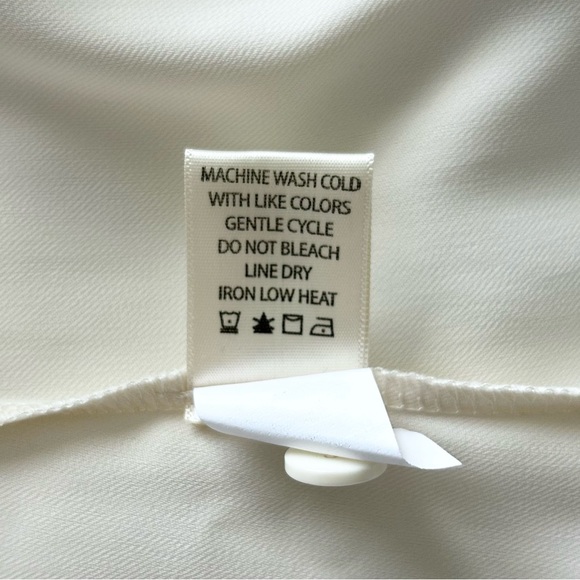 MACHINE WASH COLD
WITH LIKE COLORS
GENTLE CYCLE
DO NOT BLEACH
LINE DRY
IRON LOW HEAT